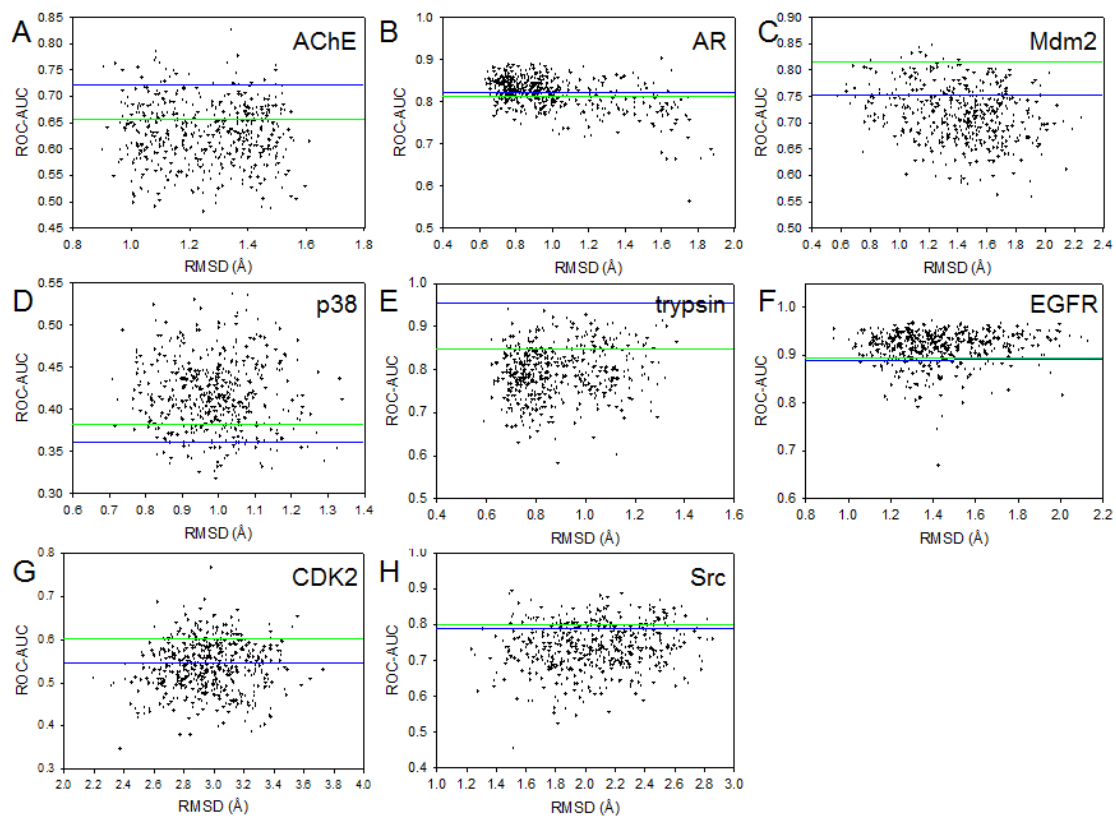 A
AChE
ROC-AUC
0.85
0.80
0.75
0.70
0.65
0.60
0.55
0.50
0.45
0.8 1.0 1.2 1.4 1.6 1.8
RMSD (Å)
B
AR
ROC-AUC
1.0
0.9
0.8
0.7
0.6
0.5
0.4 0.6 0.8 1.0 1.2 1.4 1.6 1.8 2.0
RMSD (Å)
C
Mdm2
ROC-AUC
0.90
0.85
0.80
0.75
0.70
0.65
0.60
0.55
0.50
0.4 0.6 0.8 1.0 1.2 1.4 1.6 1.8 2.0 2.2 2.4
RMSD (Å)
D
p38
ROC-AUC
0.55
0.50
0.45
0.40
0.35
0.30
0.6 0.7 0.8 0.9 1.0 1.1 1.2 1.3 1.4
RMSD (Å)
E
trypsin
ROC-AUC
1.0
0.9
0.8
0.7
0.6
0.5
0.4 0.6 0.8 1.0 1.2 1.4 1.6
RMSD (Å)
F
EGFR
ROC-AUC
1.0
0.9
0.8
0.7
0.6
0.8 1.0 1.2 1.4 1.6 1.8 2.0 2.2
RMSD (Å)
G
CDK2
ROC-AUC
0.8
0.7
0.6
0.5
0.4
0.3
2.0 2.2 2.4 2.6 2.8 3.0 3.2 3.4 3.6 3.8 4.0
RMSD (Å)
H
Src
ROC-AUC
1.0
0.9
0.8
0.7
0.6
0.5
0.4
1.0 1.2 1.4 1.6 1.8 2.0 2.2 2.4 2.6 2.8 3.0
RMSD (Å)